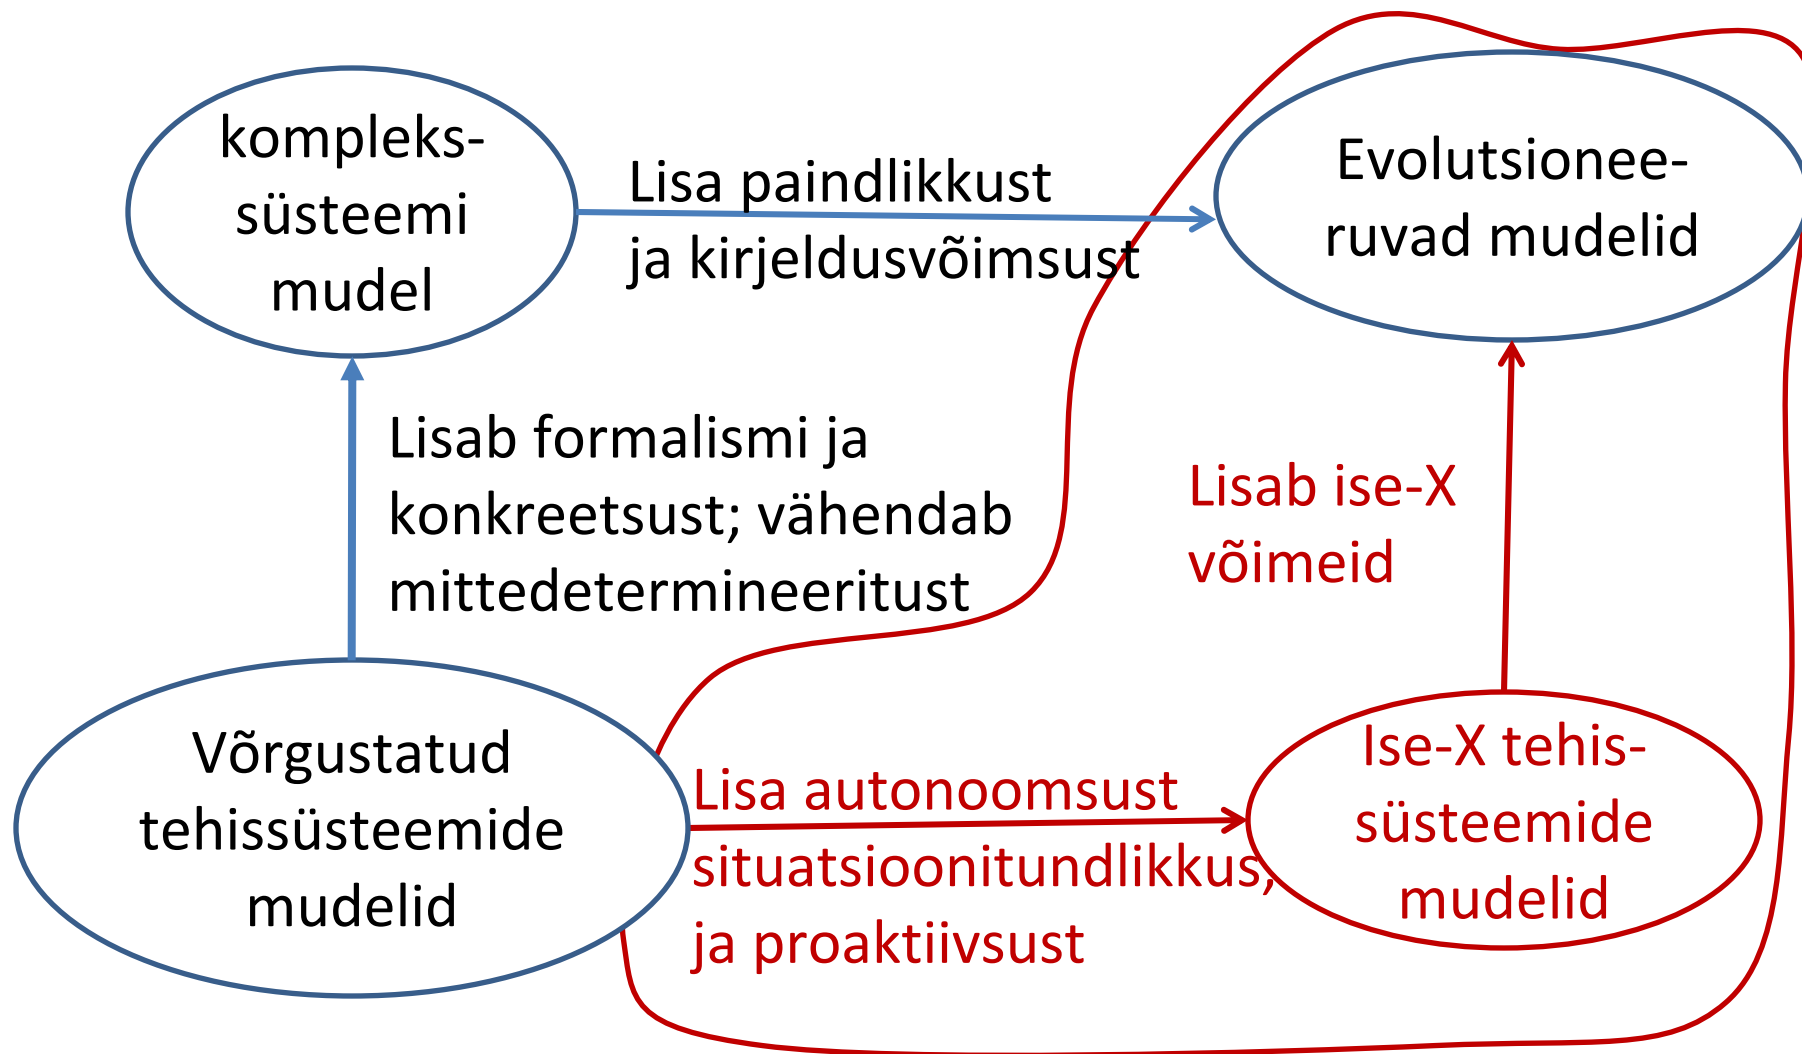 kompleks-
süsteemi
mudel
Lisa paindlikkust
ja kirjeldusvõimsust
Evolutsionee-
ruvad mudelid
Lisab formalismi ja
konkreetsust; vähendab
mittedetermineeritust
Lisab ise-X
võimeid
Võrgustatud
tehissüsteemide
mudelid
Lisa autonoomsust
situatsioonitundlikkus,
ja proaktiivsust
Ise-X tehis-
süsteemide
mudelid